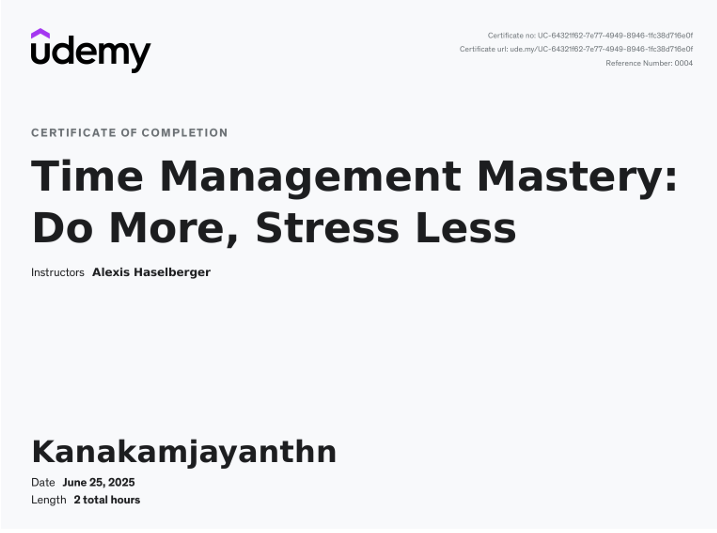 udemy
Certificate no: UC-64321f62-7e77-4949-8946-1fc38d716e0f
Certificate url: ude.my/UC-64321f62-7e77-4949-8946-1fc38d716e0f
Reference Number: 0004
CERTIFICATE OF COMPLETION
Time Management Mastery:
Do More, Stress Less
Instructors Alexis Haselberger
Kanakamjayanthn
Date June 25, 2025
Length 2 total hours